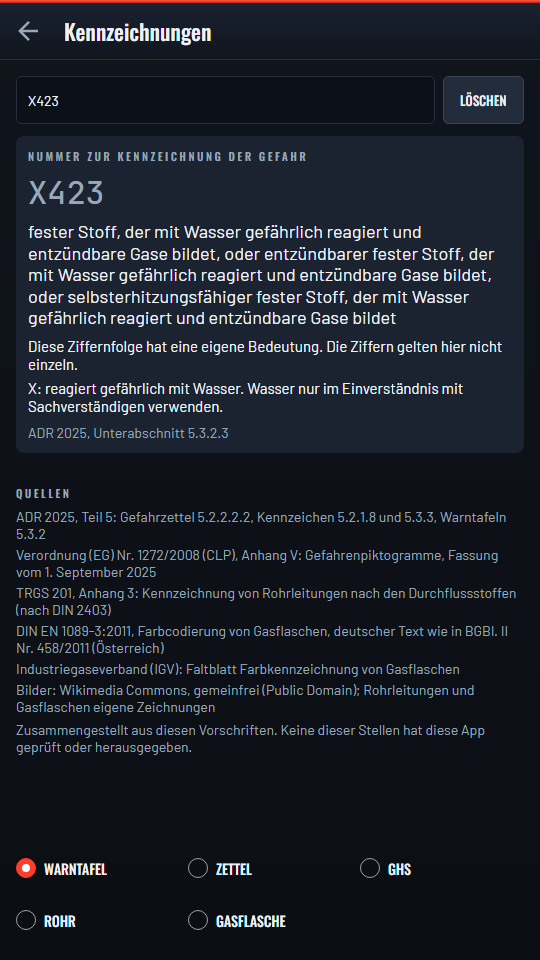 Kennzeichnungen
X423
LÖSCHEN
NUMMER ZUR KENNZEICHNUNG DER GEFAHR
X423
fester Stoff, der mit Wasser gefährlich reagiert und
entzündbare Gase bildet, oder entzündbarer fester Stoff, der
mit Wasser gefährlich reagiert und entzündbare Gase bildet,
oder selbsterhitzungsfähiger fester Stoff, der mit Wasser
gefährlich reagiert und entzündbare Gase bildet
Diese Ziffernfolge hat eine eigene Bedeutung. Die Ziffern gelten hier nicht
einzeln.
X: reagiert gefährlich mit Wasser. Wasser nur im Einverständnis mit
Sachverständigen verwenden.
ADR 2025, Unterabschnitt 5.3.2.3
QUELLEN
ADR 2025, Teil 5: Gefahrzettel 5.2.2.2.2, Kennzeichen 5.2.1.8 und 5.3.3, Warntafeln
5.3.2
Verordnung (EG) Nr. 1272/2008 (CLP), Anhang V: Gefahrenpiktogramme, Fassung
vom 1. September 2025
TRGS 201, Anhang 3: Kennzeichnung von Rohrleitungen nach den Durchflussstoffen
(nach DIN 2403)
DIN EN 1089-3:2011, Farbcodierung von Gasflaschen, deutscher Text wie in BGBl. II
Nr. 458/2011 (Österreich)
Industriegaseverband (IGV): Faltblatt Farbkennzeichnung von Gasflaschen
Bilder: Wikimedia Commons, gemeinfrei (Public Domain); Rohrleitungen und
Gasflaschen eigene Zeichnungen
Zusammengestellt aus diesen Vorschriften. Keine dieser Stellen hat diese App
geprüft oder herausgegeben.
WARNTAFEL
ZETTEL
GHS
ROHR
GASFLASCHE